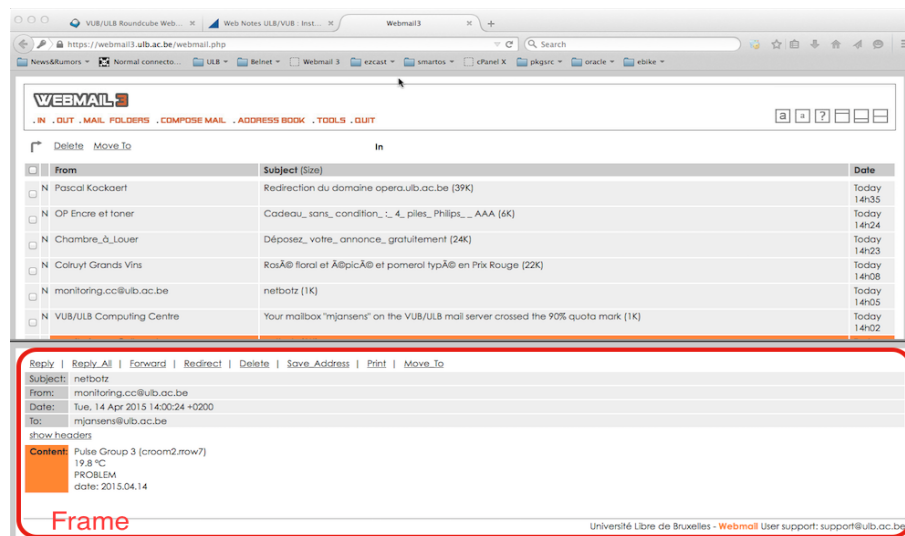 VUB/ULB Roundcube Web... × Web Notes ULB/VUB : Inst... × Webmail3 × +
https://webmail3.ulb.ac.be/webmail.php Search
News&Rumors Normal connecto... ULB Belnet Webmail 3 ezcast smartos cPanel X pkgsrc oracle ebike
WEBMAIL 3
.IN .OUT .MAIL FOLDERS .COMPOSE MAIL .ADDRESS BOOK .TOOLS .QUIT a a ?
Delete Move To In
From Subject (Size) Date
N Pascal Kockaert Redirection du domaine opera.ulb.ac.be (39K) Today
14h35
N OP Encre et toner Cadeau_ sans_ condition_ :_ 4_ piles_ Philips_ _ AAA (6K) Today
14h24
N Chambre_à_Louer Déposez_ votre_ annonce_ gratuitement (24K) Today
14h23
N Colruyt Grands Vins RosÃ© floral et Ã©picÃ© et pomerol typÃ© en Prix Rouge (22K) Today
14h08
N monitoring.cc@ulb.ac.be netbotz (1K) Today
14h05
N VUB/ULB Computing Centre Your mailbox "mjansens" on the VUB/ULB mail server crossed the 90% quota mark (1K) Today
14h02
Reply | Reply All | Forward | Redirect | Delete | Save Address | Print | Move To
Subject: netbotz
From: monitoring.cc@ulb.ac.be
Date: Tue, 14 Apr 2015 14:00:24 +0200
To: mjansens@ulb.ac.be
show headers
Content: Pulse Group 3 (croom2.rrow7)
19.8 °C
PROBLEM
date: 2015.04.14
Frame
Université Libre de Bruxelles - Webmail User support: support@ulb.ac.be